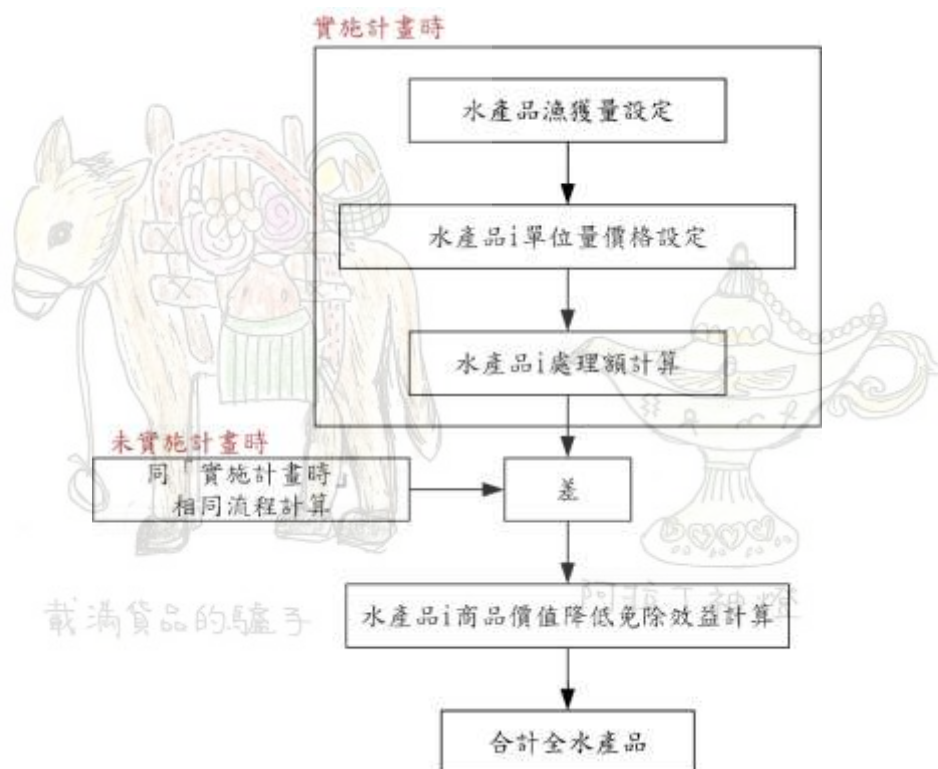 實施計畫時
水產品漁獲量設定
水產品i單位量價格設定
水產品i處理額計算
未實施計畫時
同「實施計畫時」
相同流程計算
差
載滿貨品的驢子
阿拉丁神燈
水產品i商品價值降低免除效益計算
合計全水產品